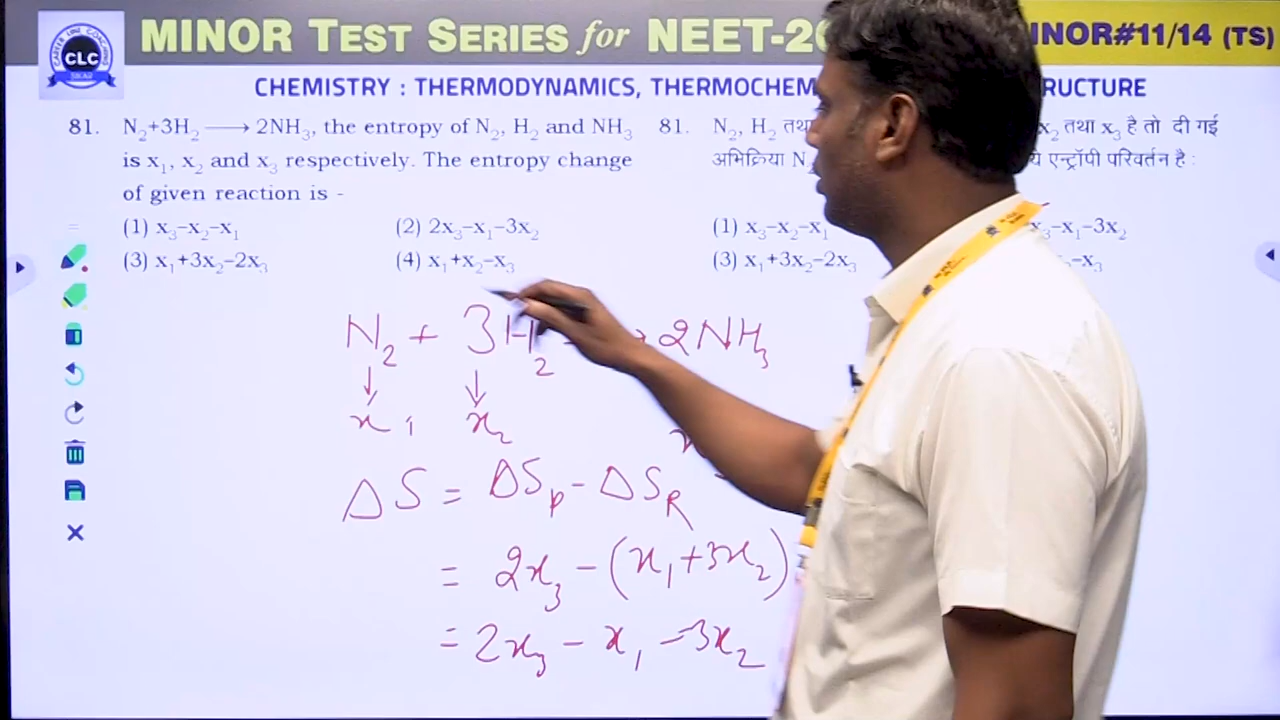 MINOR TEST SERIES for NEET-20
MINOR#11/14 (TS)
CLC
SIKAR
CHEMISTRY : THERMODYNAMICS, THERMOCHEM
RUCTURE
81. N₂+3H₂ ⟶ 2NH₃, the entropy of N₂, H₂ and NH₃
is x₁, x₂ and x₃ respectively. The entropy change
of given reaction is -
(1) x₃-x₂-x₁ (2) 2x₃-x₁-3x₂
(3) x₁+3x₂-2x₃ (4) x₁+x₂-x₃
81. N₂, H₂ तथा x₂ तथा x₃ है तो दी गई
अभिक्रिया N₂ एन्ट्रॉपी परिवर्तन है :
(1) x₃-x₂-x₁ x₃-x₁-3x₂
(3) x₁+3x₂-2x₃ -x₃
N₂ + 3H₂ → 2NH₃
↓ ↓
x₁ x₂
ΔS = ΔSp - ΔSR
= 2x₃ - (x₁+3x₂)
= 2x₃ - x₁ - 3x₂